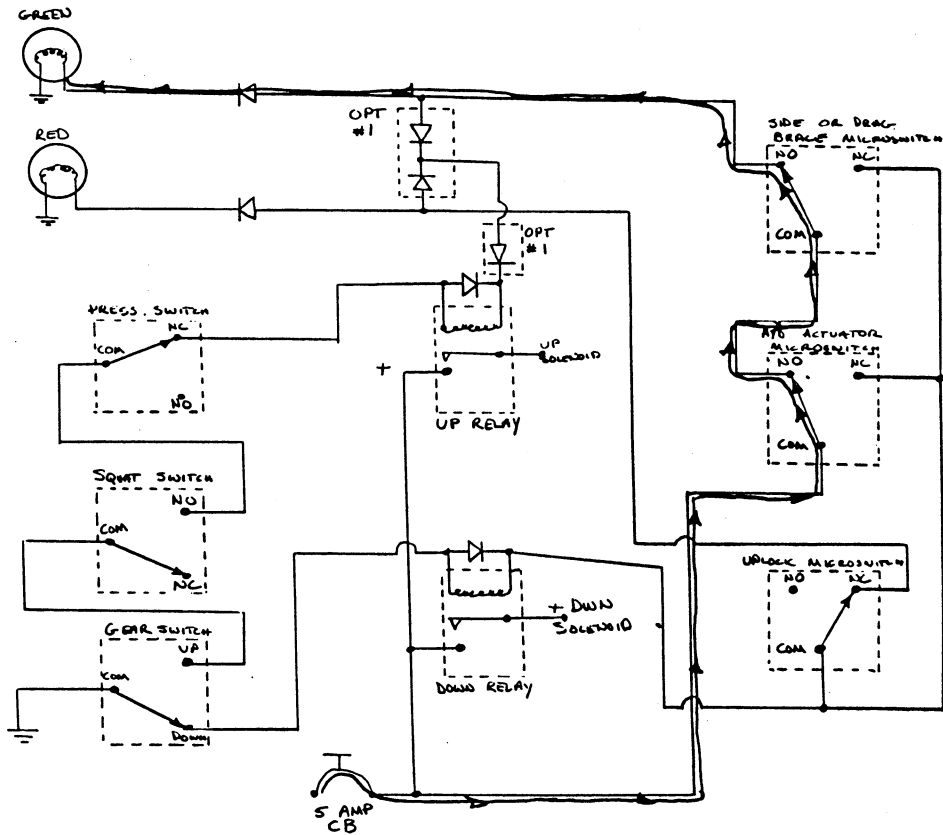 GREEN
RED
OPT
#1
OPT
#1
SIDE OR DRAG
BRACE MICROSWITCH
NO
NC
COM
PRESS. SWITCH
NC
COM
NO
+
UP
SOLENOID
UP RELAY
ACTUATOR
MICROSWITCH
NO
NC
COM
SQUAT SWITCH
NO
COM
NC
UPLOCK MICROSWITCH
NO
NC
COM
+ DWN
SOLENOID
DOWN RELAY
GEAR SWITCH
UP
COM
DOWN
5 AMP
CB